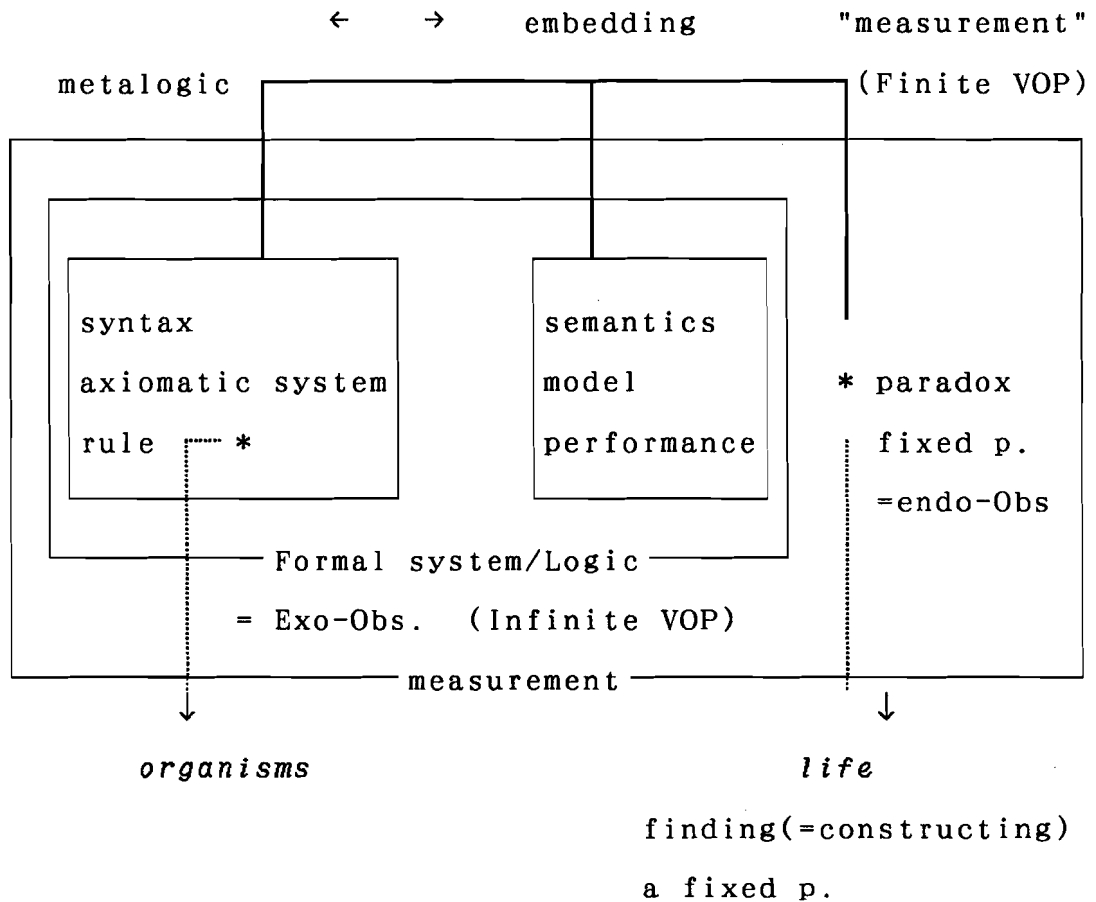 ← → embedding "measurement"
metalogic (Finite VOP)
syntax semantics
axiomatic system model * paradox
rule * performance fixed p.
=endo-Obs
Formal system/Logic
= Exo-Obs. (Infinite VOP)
measurement
organisms life
finding(=constructing)
a fixed p.